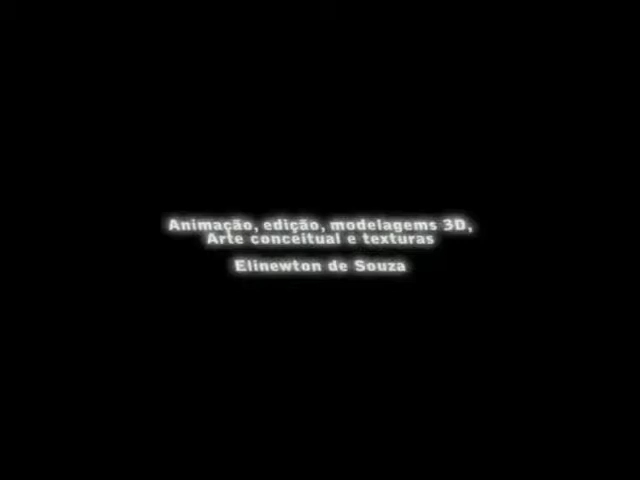 Animação, edição, modelagems 3D,
Arte conceitual e texturas
Elinewton de Souza